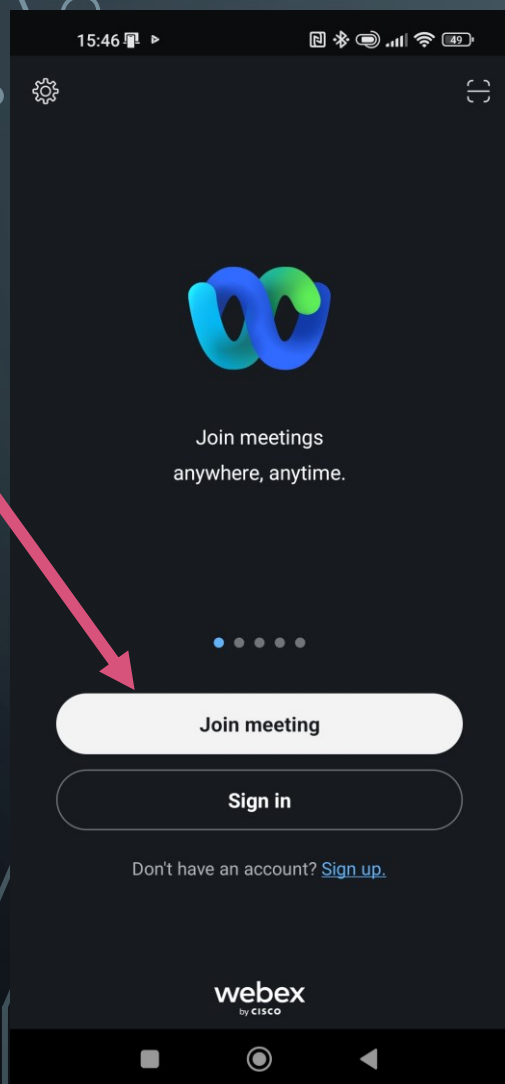 15:46
49
Join meetings
anywhere, anytime.
Join meeting
Sign in
Don't have an account? Sign up.
webex
by CISCO